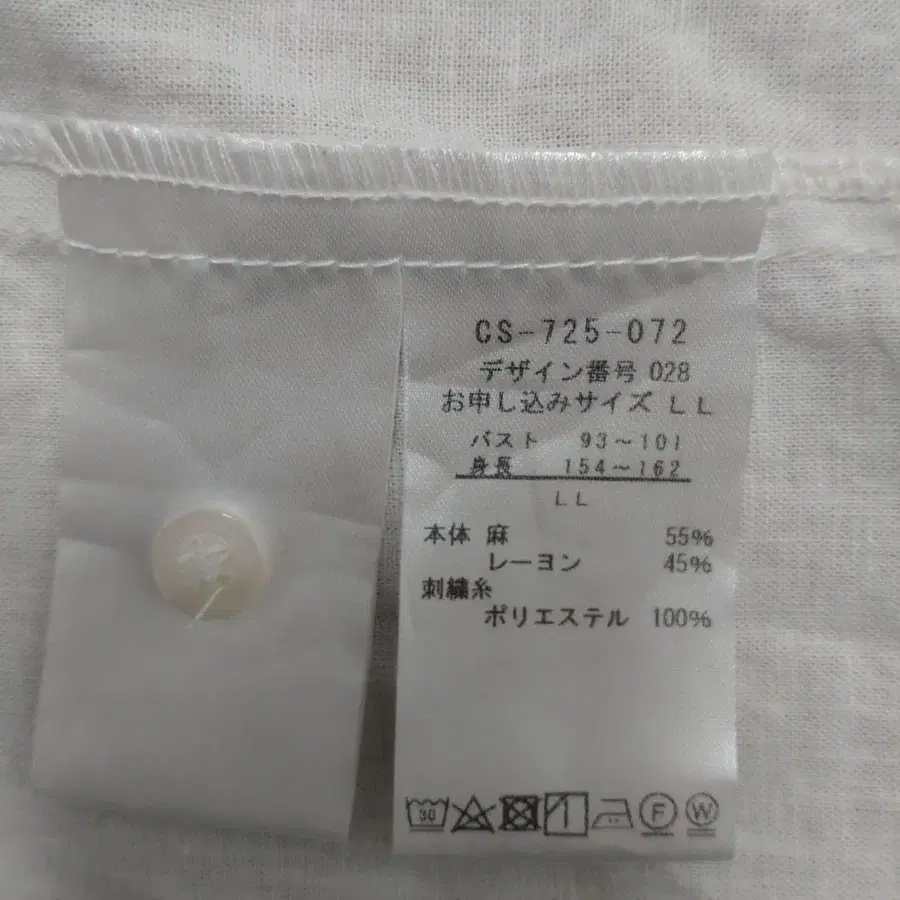 CS-725-072
デザイン番号 028
お申し込みサイズ LL
バスト 93~101
身長 154~162
LL
本体 麻 55%
レーヨン 45%
刺繍糸
ポリエステル 100%
30 F W